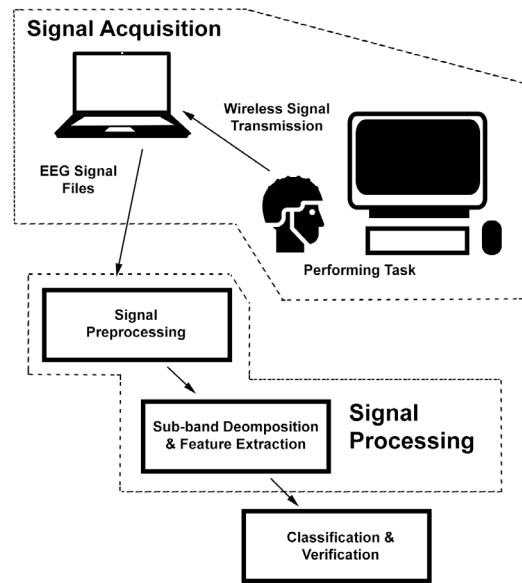 Signal Acquisition
Wireless Signal
Transmission
EEG Signal
Files
Performing Task
Signal
Preprocessing
Sub-band Deomposition
& Feature Extraction
Signal
Processing
Classification &
Verification